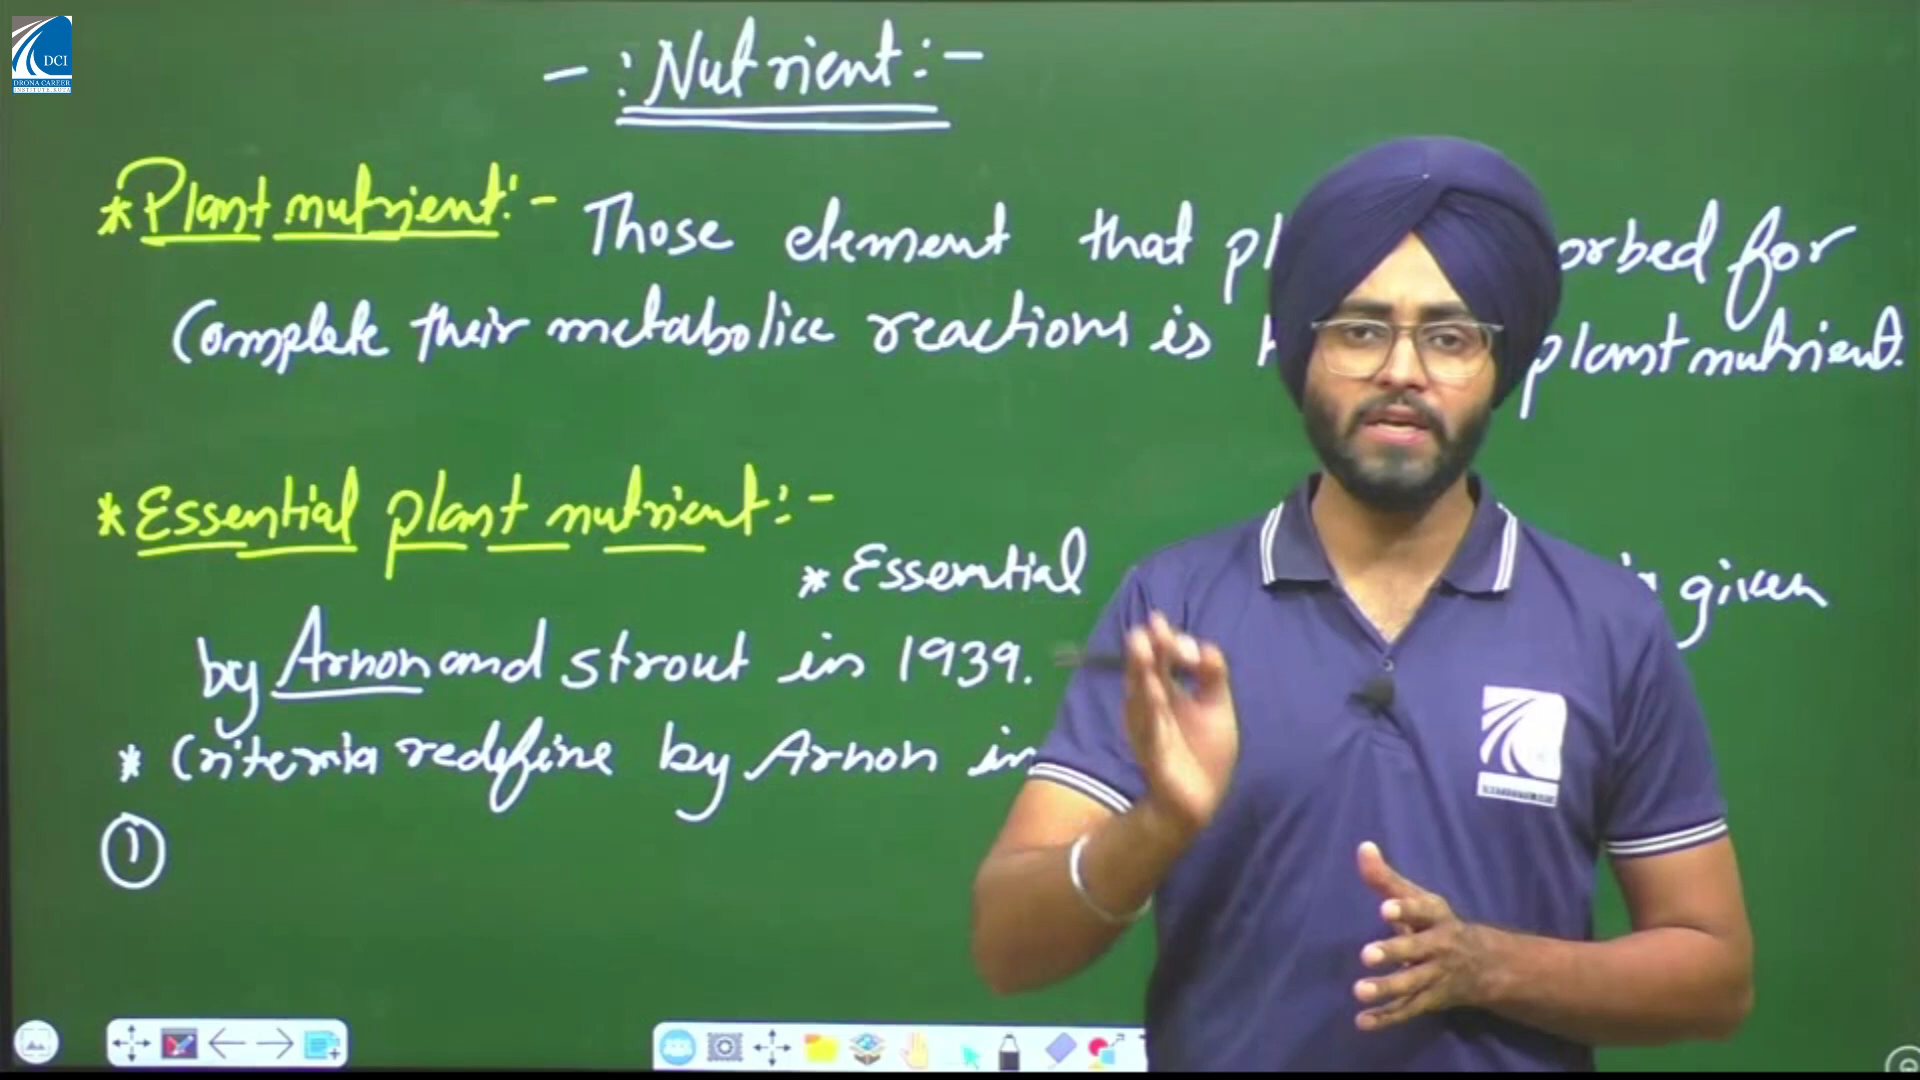 DCI
DRONA CAREER
- : Nutrient : -
* Plant nutrient : - Those element that pl orbed for
Complete their metabolice reactions is plant nutrient.
* Essential plant nutrient : -
* Essential given
by Arnon and strout in 1939.
* Criteria redefine by Arnon in
①